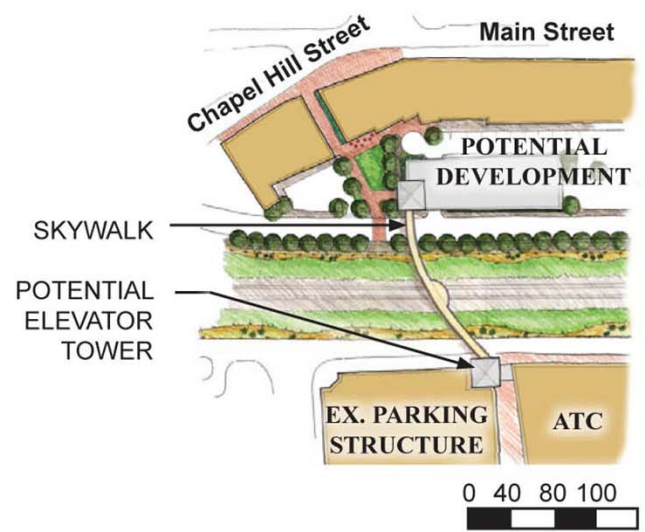 Main Street
Chapel Hill Street
POTENTIAL
DEVELOPMENT
SKYWALK
POTENTIAL
ELEVATOR
TOWER
EX. PARKING
STRUCTURE
ATC
0 40 80 100